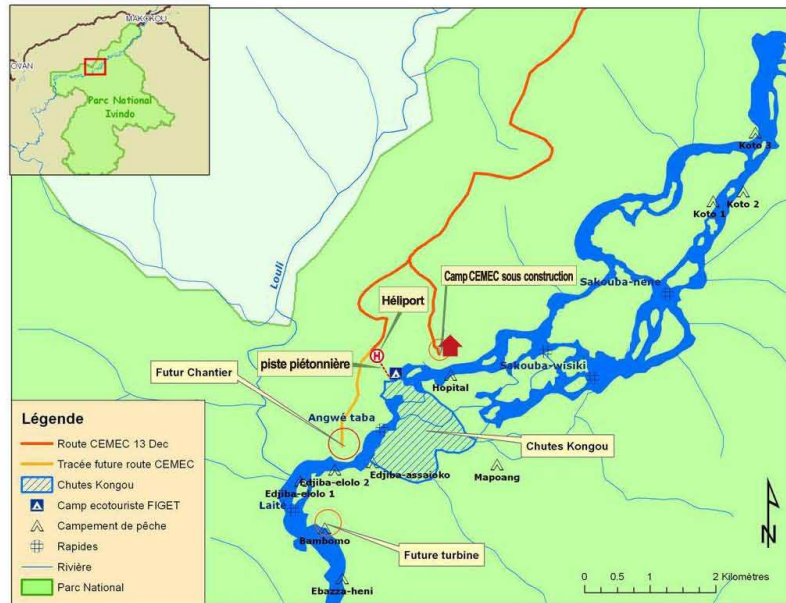 MAKOKOU
OVAN
Parc National
Ivindo
Koto 3
Koto 1
Koto 2
Louli
Camp CEMEC sous construction
Sakouba-nene
Héliport
piste piétonnière
H
Futur Chantier
Hopital
Sakouba-wisiki
Angwé taba
Chutes Kongou
Edjiba-assaioko
Mapoang
Edjiba-elolo 2
Edjiba-elolo 1
Laite
Bambomo
Future turbine
Ebazza-heni
Légende
Route CEMEC 13 Dec
Tracée future route CEMEC
Chutes Kongou
Camp ecotouriste FIGET
Campement de pêche
Rapides
Rivière
Parc National
N
0 0.5 1 2 Kilomètres